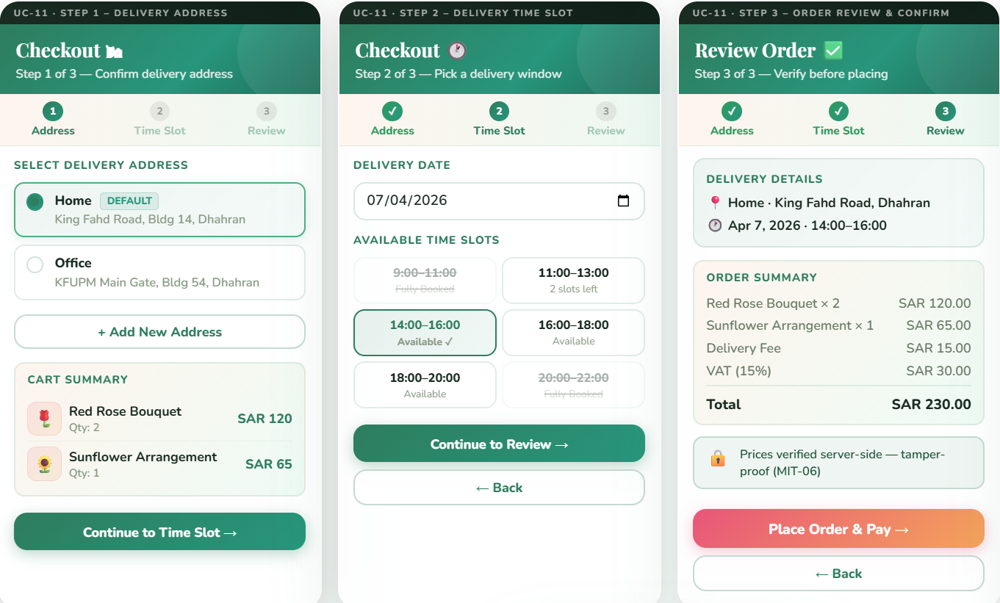 UC-11 · STEP 1 – DELIVERY ADDRESS
Checkout 🏡
Step 1 of 3 — Confirm delivery address
1
2
3
Address
Time Slot
Review
SELECT DELIVERY ADDRESS
Home DEFAULT
King Fahd Road, Bldg 14, Dhahran
Office
KFUPM Main Gate, Bldg 54, Dhahran
+ Add New Address
CART SUMMARY
Red Rose Bouquet
Qty: 2
SAR 120
Sunflower Arrangement
Qty: 1
SAR 65
Continue to Time Slot →
UC-11 · STEP 2 – DELIVERY TIME SLOT
Checkout 🕐
Step 2 of 3 — Pick a delivery window
✓
2
3
Address
Time Slot
Review
DELIVERY DATE
07/04/2026
AVAILABLE TIME SLOTS
9:00–11:00
Fully Booked
11:00–13:00
2 slots left
14:00–16:00
Available ✓
16:00–18:00
Available
18:00–20:00
Available
20:00–22:00
Fully Booked
Continue to Review →
← Back
UC-11 · STEP 3 – ORDER REVIEW & CONFIRM
Review Order ✅
Step 3 of 3 — Verify before placing
✓
✓
3
Address
Time Slot
Review
DELIVERY DETAILS
📍 Home · King Fahd Road, Dhahran
🕐 Apr 7, 2026 · 14:00–16:00
ORDER SUMMARY
Red Rose Bouquet × 2 SAR 120.00
Sunflower Arrangement × 1 SAR 65.00
Delivery Fee SAR 15.00
VAT (15%) SAR 30.00
Total SAR 230.00
🔒 Prices verified server-side — tamper-
proof (MIT-06)
Place Order & Pay →
← Back